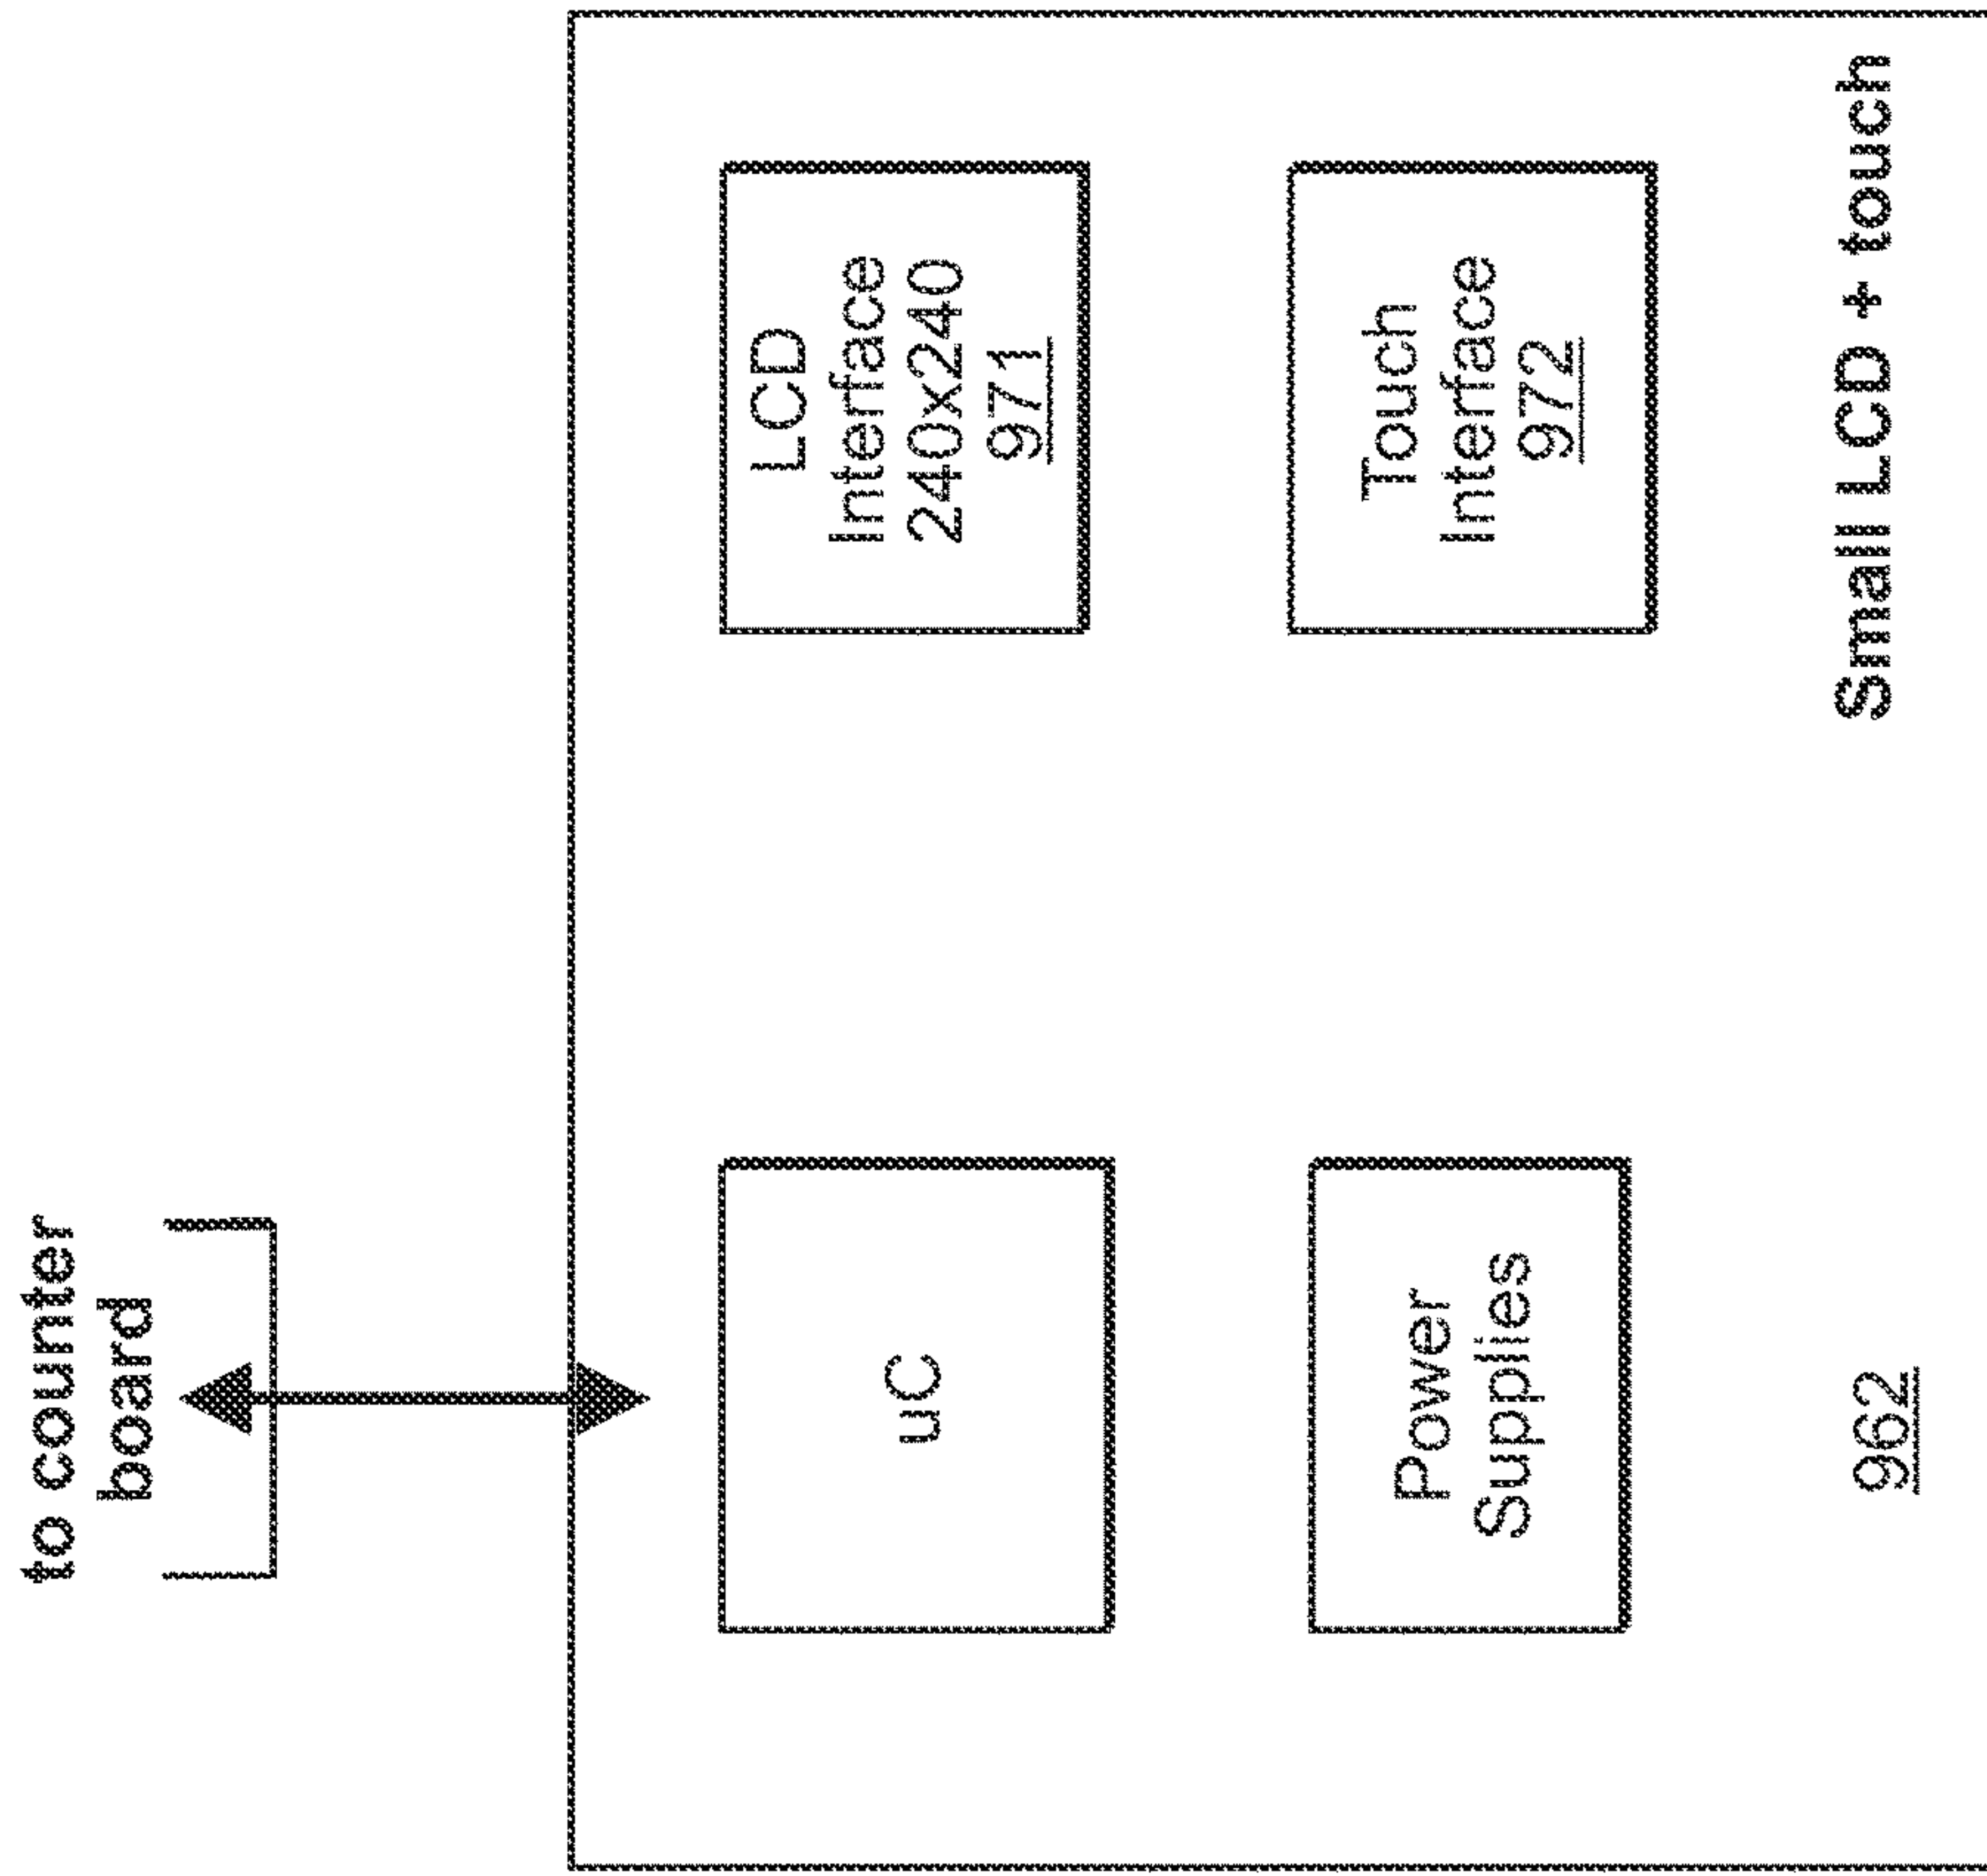 to counter
board
uC
Power
Supplies
LCD
Interface
240x240
971
Touch
Interface
972
962
Small LCD + touch